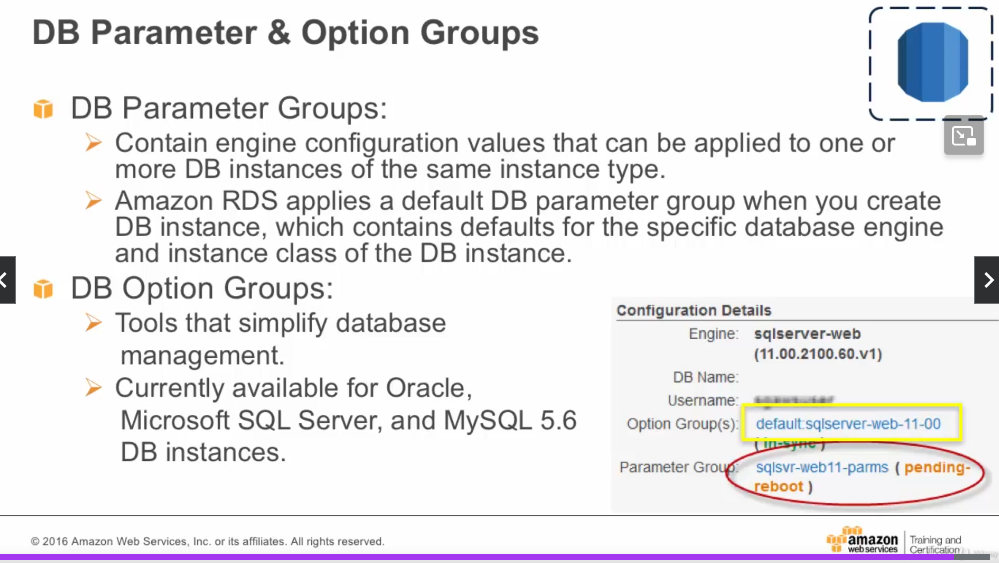 DB Parameter & Option Groups
DB Parameter Groups:
Contain engine configuration values that can be applied to one or
more DB instances of the same instance type.
Amazon RDS applies a default DB parameter group when you create
DB instance, which contains defaults for the specific database engine
and instance class of the DB instance.
DB Option Groups:
Tools that simplify database
management.
Currently available for Oracle,
Microsoft SQL Server, and MySQL 5.6
DB instances.
Configuration Details
Engine: sqlserver-web
(11.00.2100.60.v1)
DB Name:
Username:
Option Group(s): default:sqlserver-web-11-00
( in-sync )
Parameter Group: sqlsvr-web11-parms ( pending-
reboot )
© 2016 Amazon Web Services, Inc. or its affiliates. All rights reserved.
amazon
web services
Training and
Certification